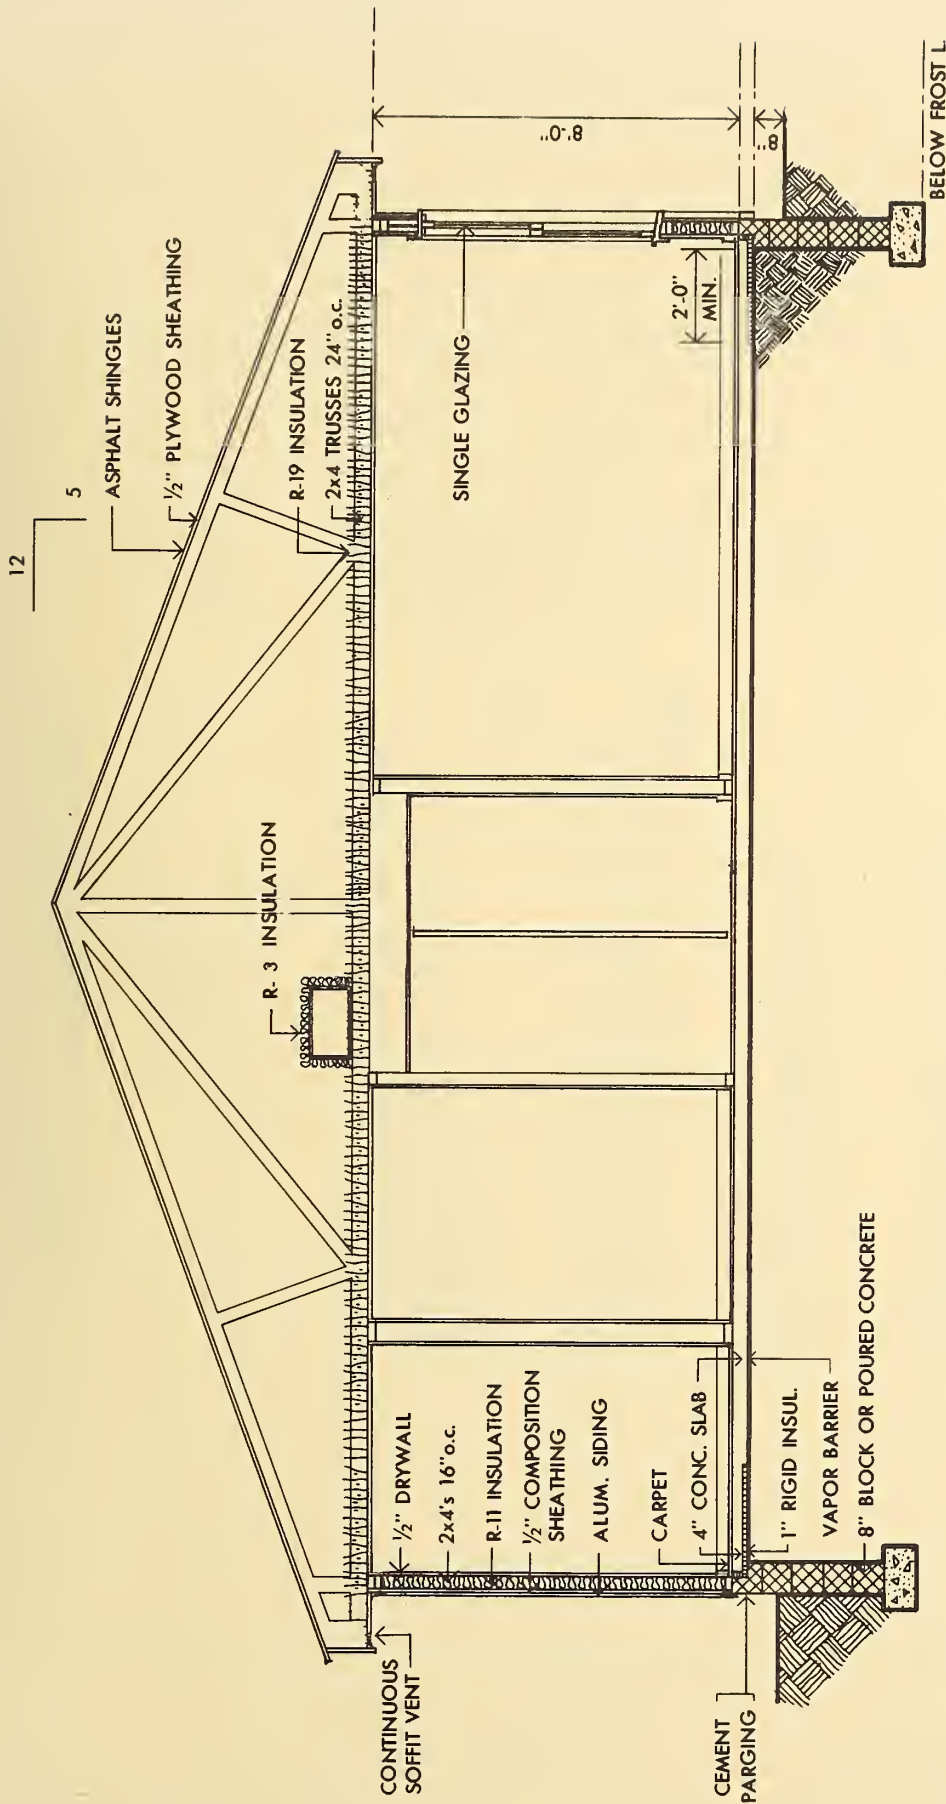 12
5
ASPHALT SHINGLES
½" PLYWOOD SHEATHING
R-3 INSULATION
R-19 INSULATION
2x4 TRUSSES 24" o.c.
CONTINUOUS
SOFFIT VENT
½" DRYWALL
2x4's 16" o.c.
R-11 INSULATION
½" COMPOSITION
SHEATHING
ALUM. SIDING
CARPET
4" CONC. SLAB
1" RIGID INSUL.
VAPOR BARRIER
8" BLOCK OR POURED CONCRETE
CEMENT
PARGING
SINGLE GLAZING
2'-0"
MIN.
8'-0"
8"
BELOW FROST L